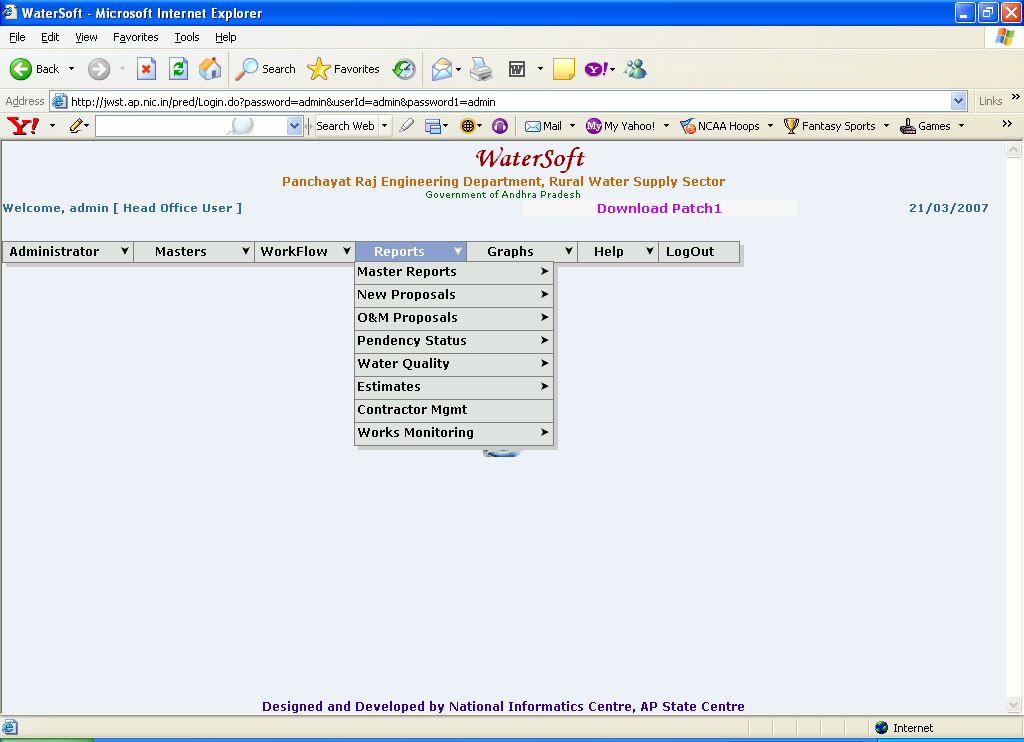 WaterSoft - Microsoft Internet Explorer
File Edit View Favorites Tools Help
Back Search Favorites
Address http://jwst.ap.nic.in/pred/Login.do?password=admin&userId=admin&password1=admin Links »
Y! Search Web Mail My Yahoo! NCAA Hoops Fantasy Sports Games »
WaterSoft
Panchayat Raj Engineering Department, Rural Water Supply Sector
Government of Andhra Pradesh
Welcome, admin [ Head Office User ] Download Patch1 21/03/2007
Administrator Masters WorkFlow Reports Graphs Help LogOut
Master Reports
New Proposals
O&M Proposals
Pendency Status
Water Quality
Estimates
Contractor Mgmt
Works Monitoring
Designed and Developed by National Informatics Centre, AP State Centre
Internet